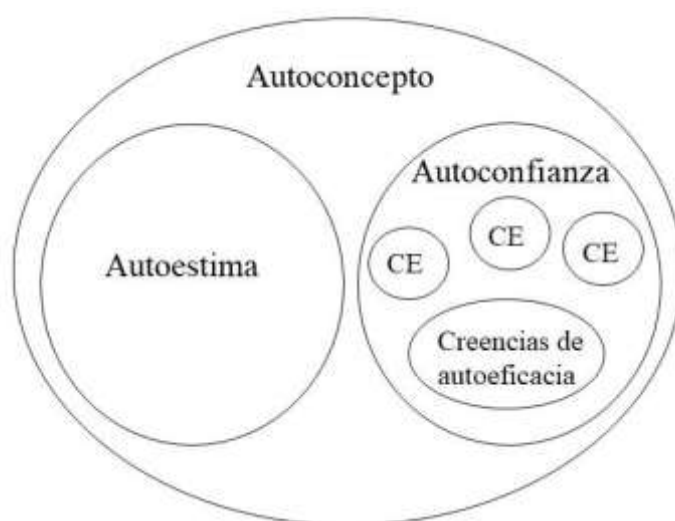 Autoconcepto
Autoestima
Autoconfianza
CE
CE
CE
Creencias de
autoeficacia